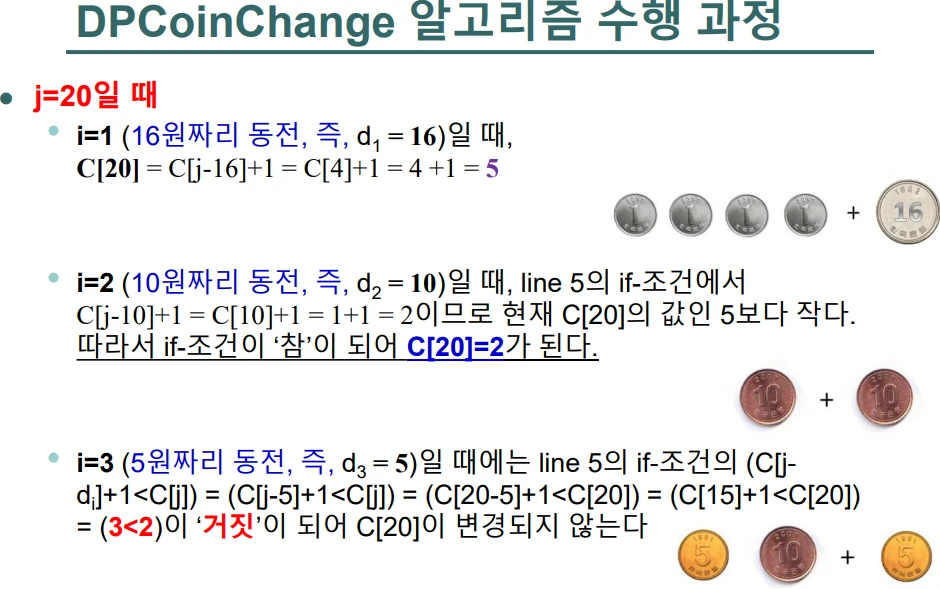 DPCoinChange 알고리즘 수행 과정
• j=20일 때
• i=1 (16원짜리 동전, 즉, d₁ = 16)일 때,
C[20] = C[j-16]+1 = C[4]+1 = 4 +1 = 5
1 1 1 1 + 16
• i=2 (10원짜리 동전, 즉, d₂ = 10)일 때, line 5의 if-조건에서
C[j-10]+1 = C[10]+1 = 1+1 = 2이므로 현재 C[20]의 값인 5보다 작다.
따라서 if-조건이 ‘참’이 되어 C[20]=2가 된다.
10 + 10
• i=3 (5원짜리 동전, 즉, d₃ = 5)일 때에는 line 5의 if-조건의 (C[j-
dᵢ]+1<C[j]) = (C[j-5]+1<C[j]) = (C[20-5]+1<C[20]) = (C[15]+1<C[20])
= (3<2)이 ‘거짓’이 되어 C[20]이 변경되지 않는다
5 10 + 5